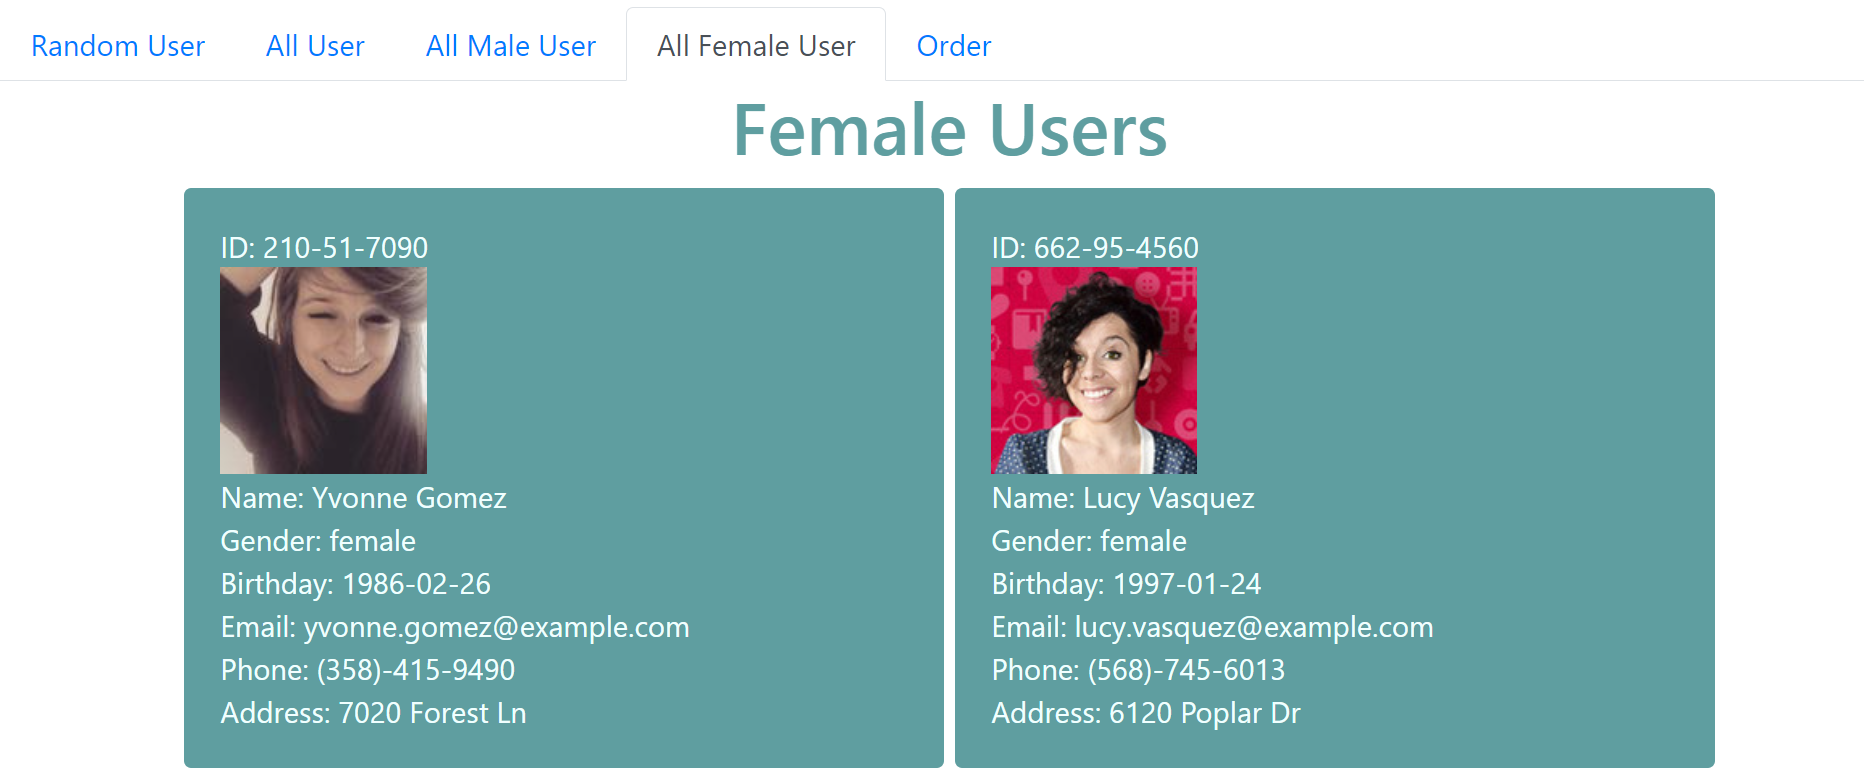 Random User All User All Male User All Female User Order
Female Users
ID: 210-51-7090
Name: Yvonne Gomez
Gender: female
Birthday: 1986-02-26
Email: yvonne.gomez@example.com
Phone: (358)-415-9490
Address: 7020 Forest Ln
ID: 662-95-4560
Name: Lucy Vasquez
Gender: female
Birthday: 1997-01-24
Email: lucy.vasquez@example.com
Phone: (568)-745-6013
Address: 6120 Poplar Dr